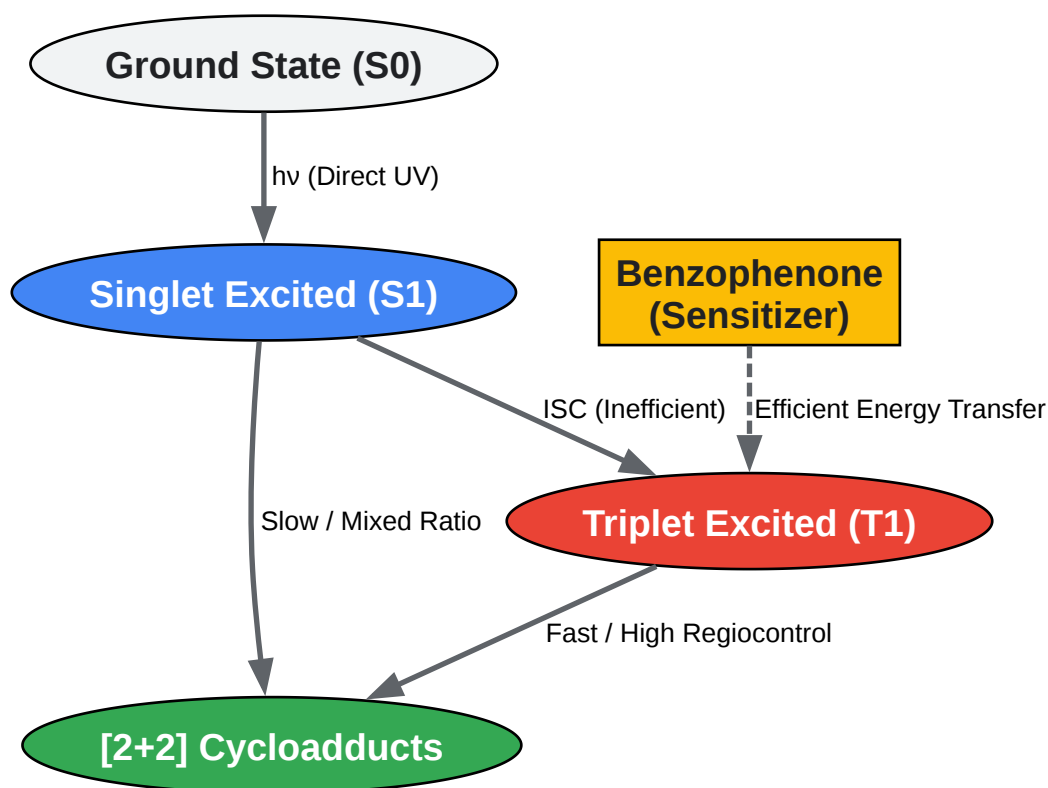 Ground State (S0)
hν (Direct UV)
Singlet Excited (S1)
Benzophenone
(Sensitizer)
ISC (Inefficient)
Efficient Energy Transfer
Slow / Mixed Ratio
Triplet Excited (T1)
Fast / High Regiocontrol
[2+2] Cycloadducts